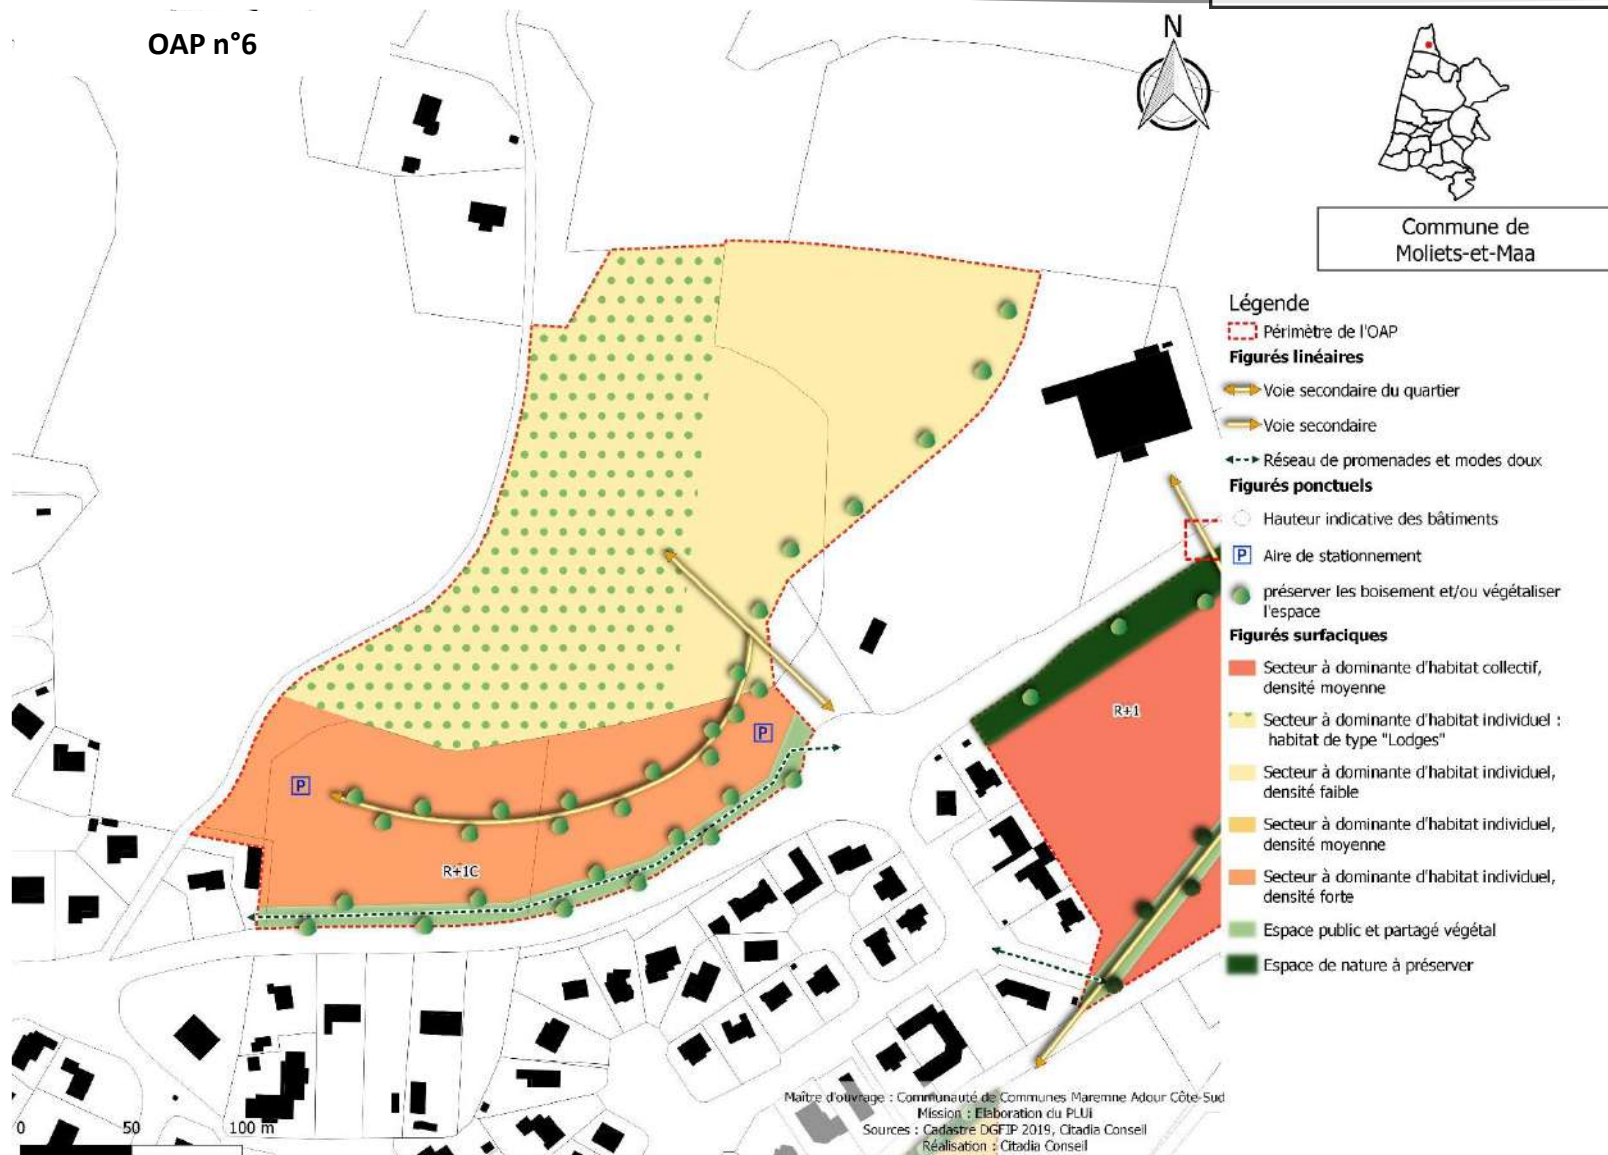 OAP n°6
N
Commune de
Moliets-et-Maa
Légende
Périmètre de l'OAP
Figurés linéaires
Voie secondaire du quartier
Voie secondaire
Réseau de promenades et modes doux
Figurés ponctuels
Hauteur indicative des bâtiments
P Aire de stationnement
préserver les boisement et/ou végétaliser
l'espace
Figurés surfaciques
Secteur à dominante d'habitat collectif,
densité moyenne
Secteur à dominante d'habitat individuel :
habitat de type "Lodges"
Secteur à dominante d'habitat individuel,
densité faible
Secteur à dominante d'habitat individuel,
densité moyenne
Secteur à dominante d'habitat individuel,
densité forte
Espace public et partagé végétal
Espace de nature à préserver
R+1
P
P
R+1C
Maître d'ouvrage : Communauté de Communes Maremne Adour Côte-Sud
Mission : Elaboration du PLUi
Sources : Cadastre DGFIP 2019, Citadia Conseil
Réalisation : Citadia Conseil
0 50 100 m